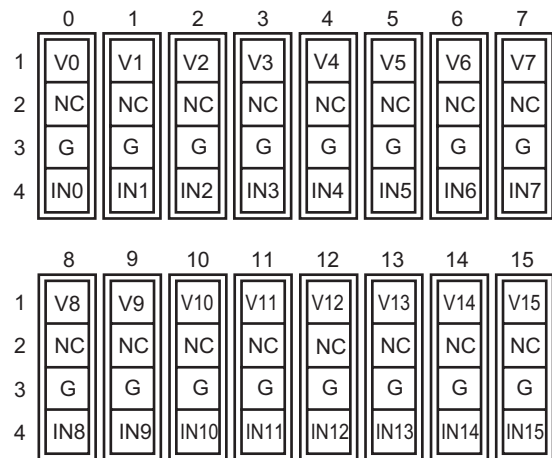 0 1 2 3 4 5 6 7
1 V0 V1 V2 V3 V4 V5 V6 V7
2 NC NC NC NC NC NC NC NC
3 G G G G G G G G
4 IN0 IN1 IN2 IN3 IN4 IN5 IN6 IN7
8 9 10 11 12 13 14 15
1 V8 V9 V10 V11 V12 V13 V14 V15
2 NC NC NC NC NC NC NC NC
3 G G G G G G G G
4 IN8 IN9 IN10 IN11 IN12 IN13 IN14 IN15